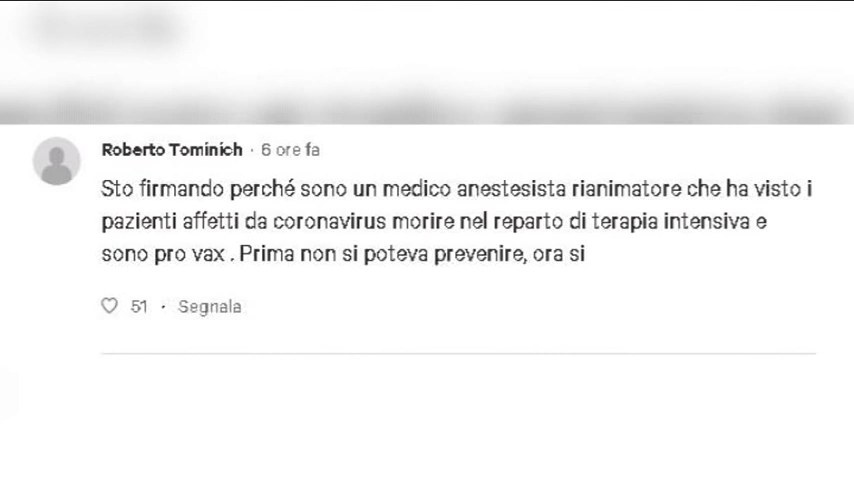 Roberto Tominich · 6 ore fa
Sto firmando perché sono un medico anestesista rianimatore che ha visto i
pazienti affetti da coronavirus morire nel reparto di terapia intensiva e
sono pro vax . Prima non si poteva prevenire, ora si
51 · Segnala